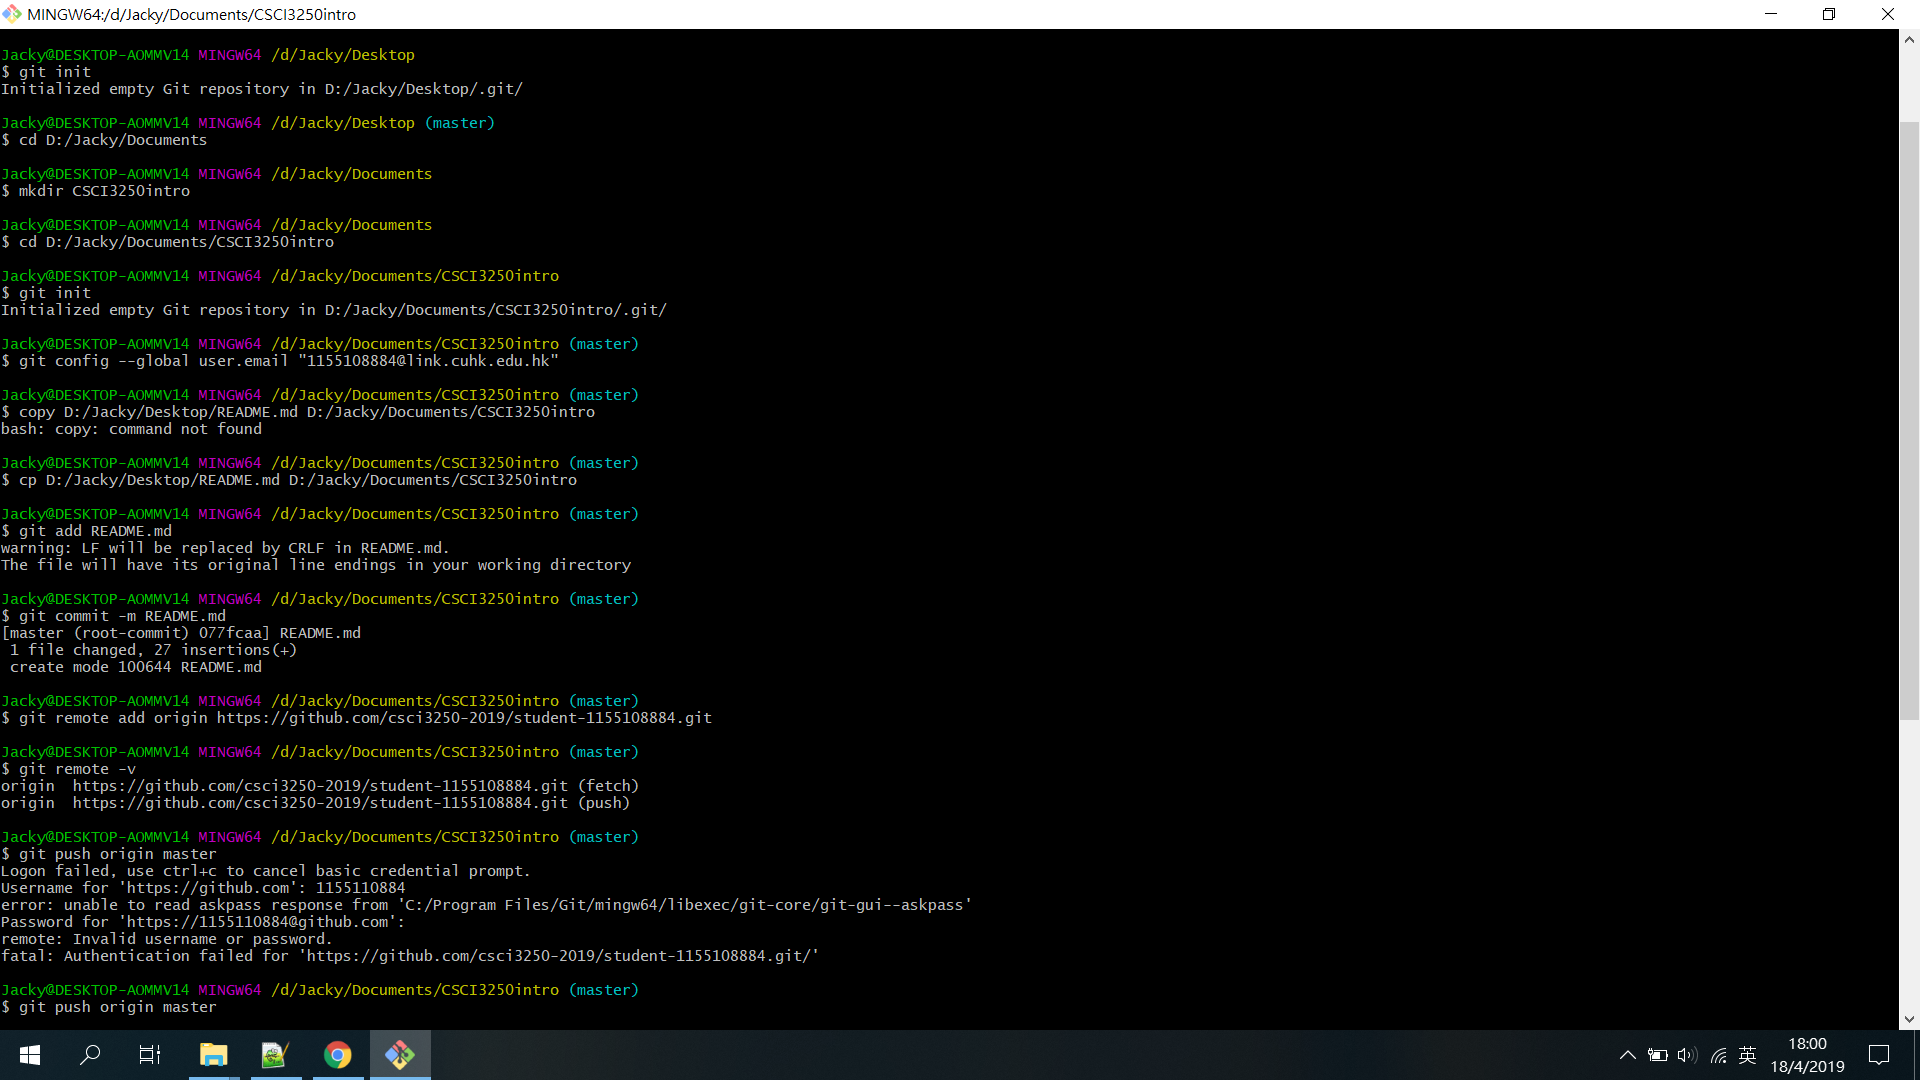 MINGW64:/d/Jacky/Documents/CSCI3250intro
Jacky@DESKTOP-AOMMV14 MINGW64 /d/Jacky/Desktop
$ git init
Initialized empty Git repository in D:/Jacky/Desktop/.git/
Jacky@DESKTOP-AOMMV14 MINGW64 /d/Jacky/Desktop (master)
$ cd D:/Jacky/Documents
Jacky@DESKTOP-AOMMV14 MINGW64 /d/Jacky/Documents
$ mkdir CSCI3250intro
Jacky@DESKTOP-AOMMV14 MINGW64 /d/Jacky/Documents
$ cd D:/Jacky/Documents/CSCI3250intro
Jacky@DESKTOP-AOMMV14 MINGW64 /d/Jacky/Documents/CSCI3250intro
$ git init
Initialized empty Git repository in D:/Jacky/Documents/CSCI3250intro/.git/
Jacky@DESKTOP-AOMMV14 MINGW64 /d/Jacky/Documents/CSCI3250intro (master)
$ git config --global user.email "1155108884@link.cuhk.edu.hk"
Jacky@DESKTOP-AOMMV14 MINGW64 /d/Jacky/Documents/CSCI3250intro (master)
$ copy D:/Jacky/Desktop/README.md D:/Jacky/Documents/CSCI3250intro
bash: copy: command not found
Jacky@DESKTOP-AOMMV14 MINGW64 /d/Jacky/Documents/CSCI3250intro (master)
$ cp D:/Jacky/Desktop/README.md D:/Jacky/Documents/CSCI3250intro
Jacky@DESKTOP-AOMMV14 MINGW64 /d/Jacky/Documents/CSCI3250intro (master)
$ git add README.md
warning: LF will be replaced by CRLF in README.md.
The file will have its original line endings in your working directory
Jacky@DESKTOP-AOMMV14 MINGW64 /d/Jacky/Documents/CSCI3250intro (master)
$ git commit -m README.md
[master (root-commit) 077fcaa] README.md
1 file changed, 27 insertions(+)
create mode 100644 README.md
Jacky@DESKTOP-AOMMV14 MINGW64 /d/Jacky/Documents/CSCI3250intro (master)
$ git remote add origin https://github.com/csci3250-2019/student-1155108884.git
Jacky@DESKTOP-AOMMV14 MINGW64 /d/Jacky/Documents/CSCI3250intro (master)
$ git remote -v
origin  https://github.com/csci3250-2019/student-1155108884.git (fetch)
origin  https://github.com/csci3250-2019/student-1155108884.git (push)
Jacky@DESKTOP-AOMMV14 MINGW64 /d/Jacky/Documents/CSCI3250intro (master)
$ git push origin master
Logon failed, use ctrl+c to cancel basic credential prompt.
Username for 'https://github.com': 1155110884
error: unable to read askpass response from 'C:/Program Files/Git/mingw64/libexec/git-core/git-gui--askpass'
Password for 'https://1155110884@github.com':
remote: Invalid username or password.
fatal: Authentication failed for 'https://github.com/csci3250-2019/student-1155108884.git/'
Jacky@DESKTOP-AOMMV14 MINGW64 /d/Jacky/Documents/CSCI3250intro (master)
$ git push origin master
英
18:00
18/4/2019